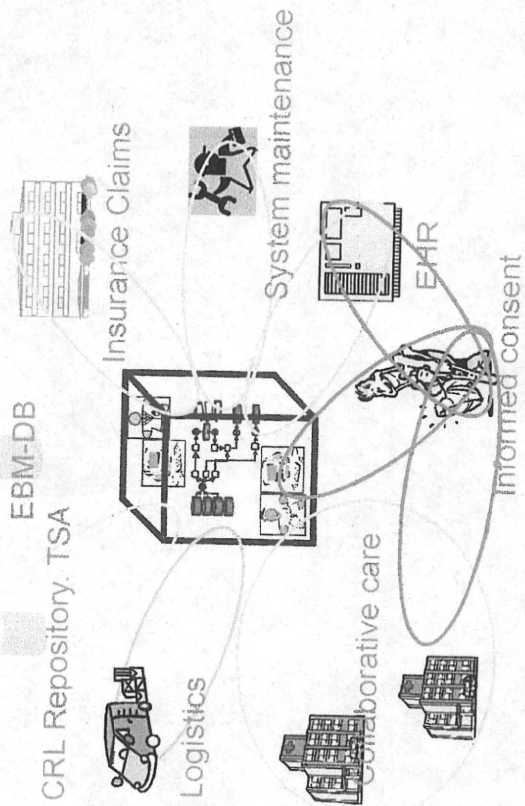 EBM-DB
CRL Repository. TSA
Insurance Claims
Logistics
System maintenance
EHR
Collaborative care
Informed consent